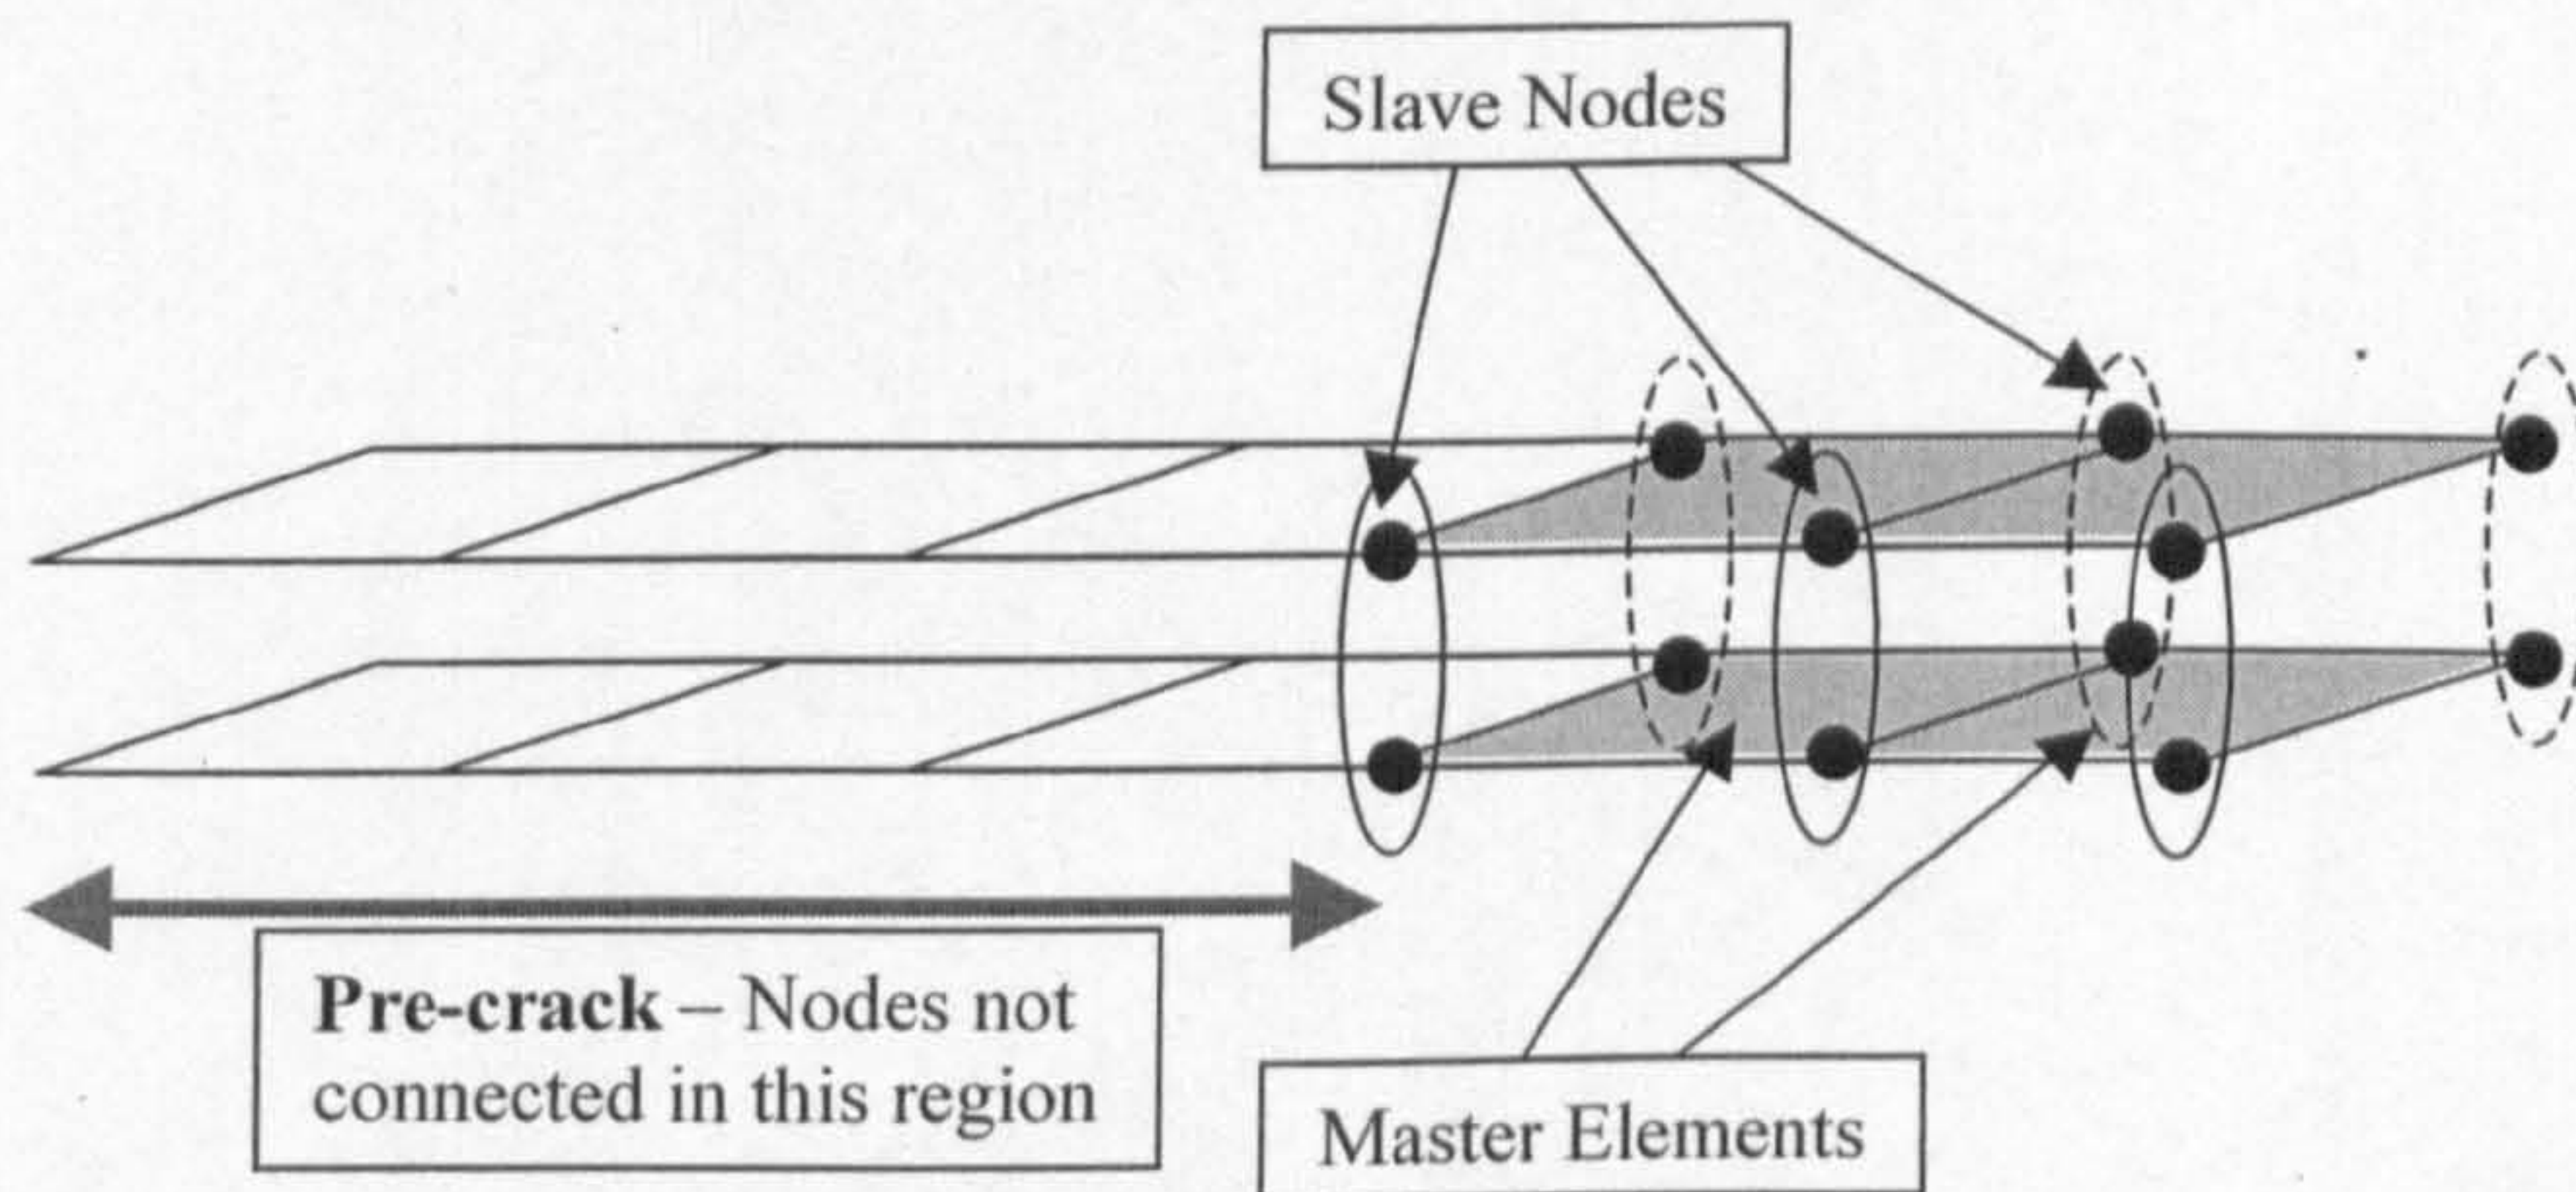 Slave Nodes
Pre-crack – Nodes not
connected in this region
Master Elements